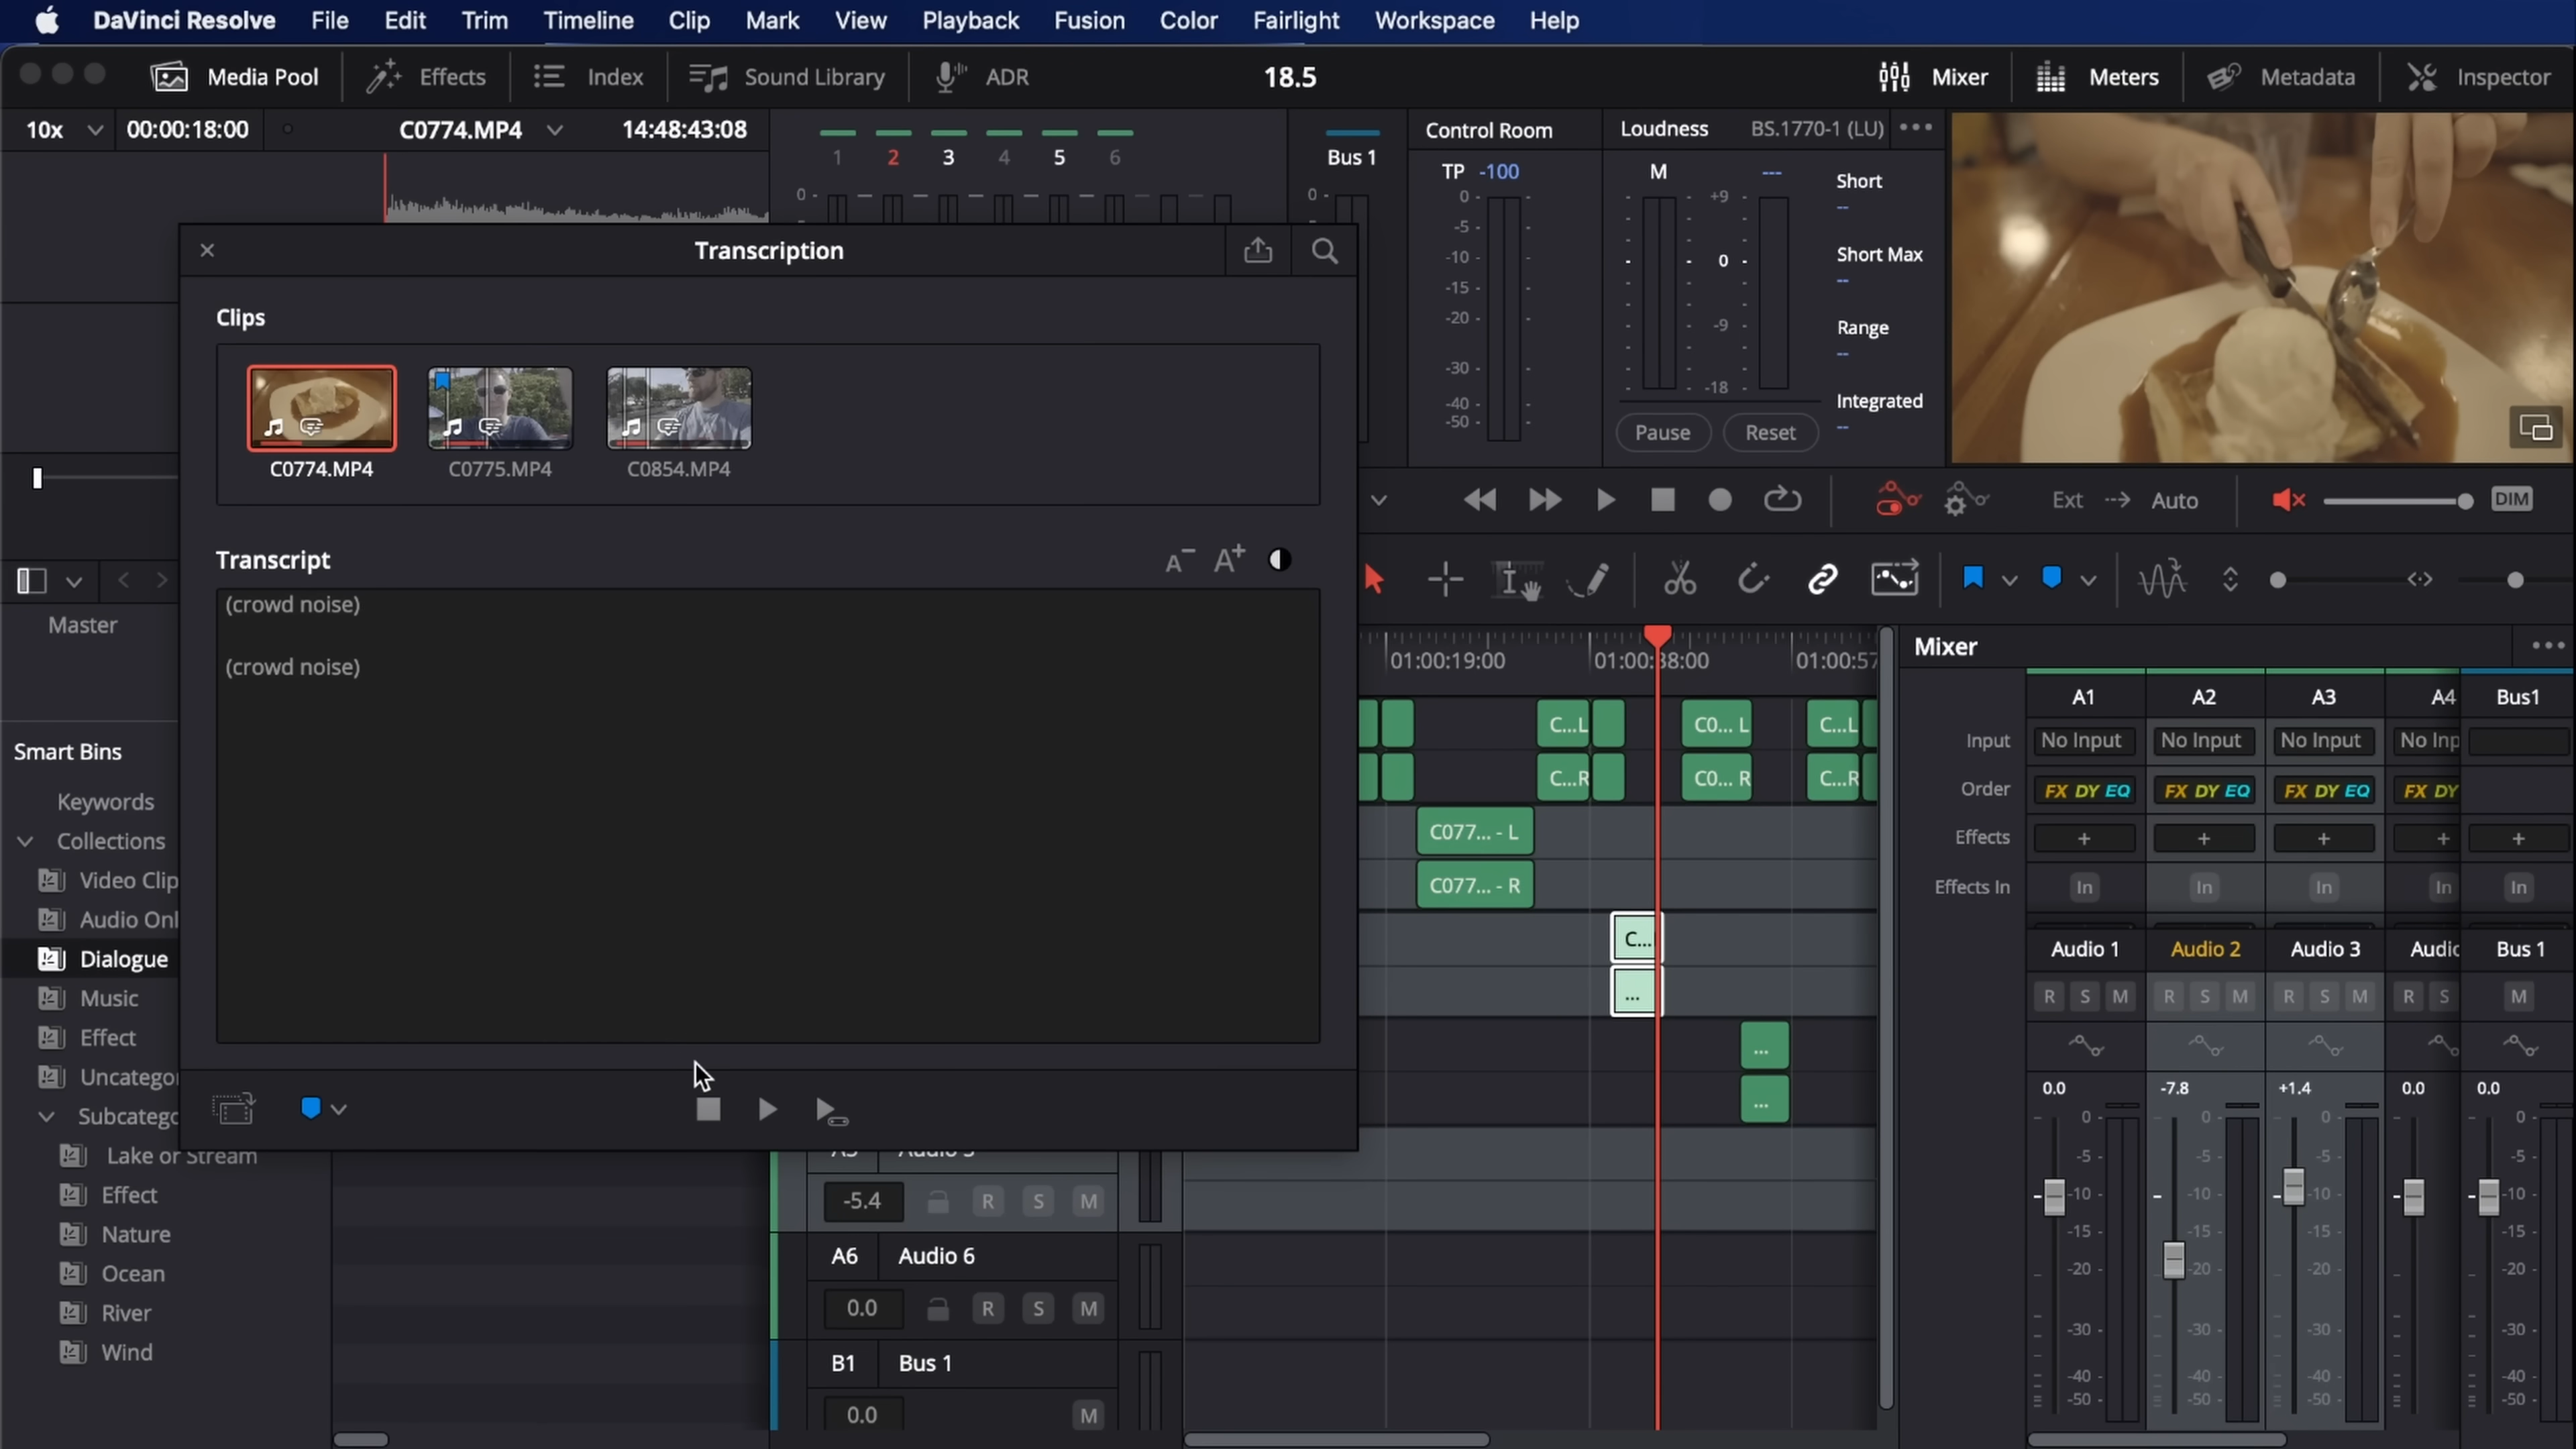 DaVinci Resolve File Edit Trim Timeline Clip Mark View Playback Fusion Color Fairlight Workspace Help
Media Pool Effects Index Sound Library ADR 18.5 Mixer Meters Metadata Inspector
10x 00:00:18:00 C0774.MP4 14:48:43:08
1 2 3 4 5 6
0
Bus 1
0
Control Room
TP -100
0
-5
-10
-15
-20
-30
-40
-50
Loudness BS.1770-1 (LU)
M ---
+9
0
-9
-18
Pause Reset
Short
--
Short Max
--
Range
--
Integrated
--
Transcription
Clips
C0774.MP4 C0775.MP4 C0854.MP4
Transcript A- A+
(crowd noise)
(crowd noise)
Ext Auto DIM
Master
Smart Bins
Keywords
Collections
Video Clip
Audio Onl
Dialogue
Music
Effect
Uncategor
Subcatego
Lake or Stream
Effect
Nature
Ocean
River
Wind
01:00:19:00 01:00:38:00 01:00:57
C...L C0... L C...L
C...R C0... R C...R
C077... - L
C077... - R
C...
...
...
...
-5.4 R S M
A6 Audio 6
0.0 R S M
B1 Bus 1
0.0 M
Mixer
A1 A2 A3 A4 Bus1
Input No Input No Input No Input No Inp
Order FX DY EQ FX DY EQ FX DY EQ FX DY
Effects + + + + +
Effects In In In In In In
Audio 1 Audio 2 Audio 3 Audic Bus 1
R S M R S M R S M R S M
0.0 -7.8 +1.4 0.0 0.0
0 0 0 0 0
-5 -5 -5 -5 -5
-10 -10 -10 -10 -10
-15 -15 -15 -15 -15
-20 -20 -20 -20 -20
-30 -30 -30 -30 -30
-40 -40 -40 -40 -40
-50 -50 -50 -50 -50